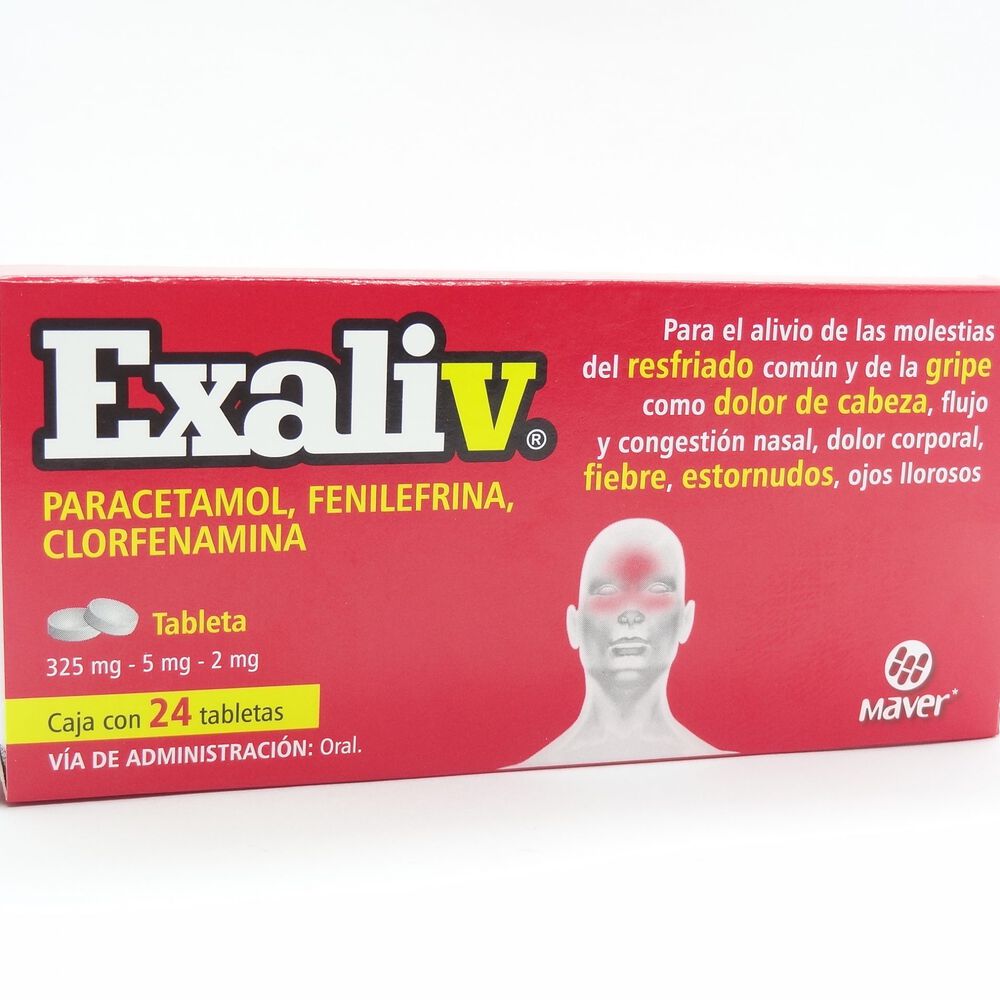 Exaliv®
PARACETAMOL, FENILEFRINA,
CLORFENAMINA
Tableta
325 mg - 5 mg - 2 mg
Caja con 24 tabletas
VÍA DE ADMINISTRACIÓN: Oral.
Para el alivio de las molestias
del resfriado común y de la gripe
como dolor de cabeza, flujo
y congestión nasal, dolor corporal,
fiebre, estornudos, ojos llorosos
Maver*